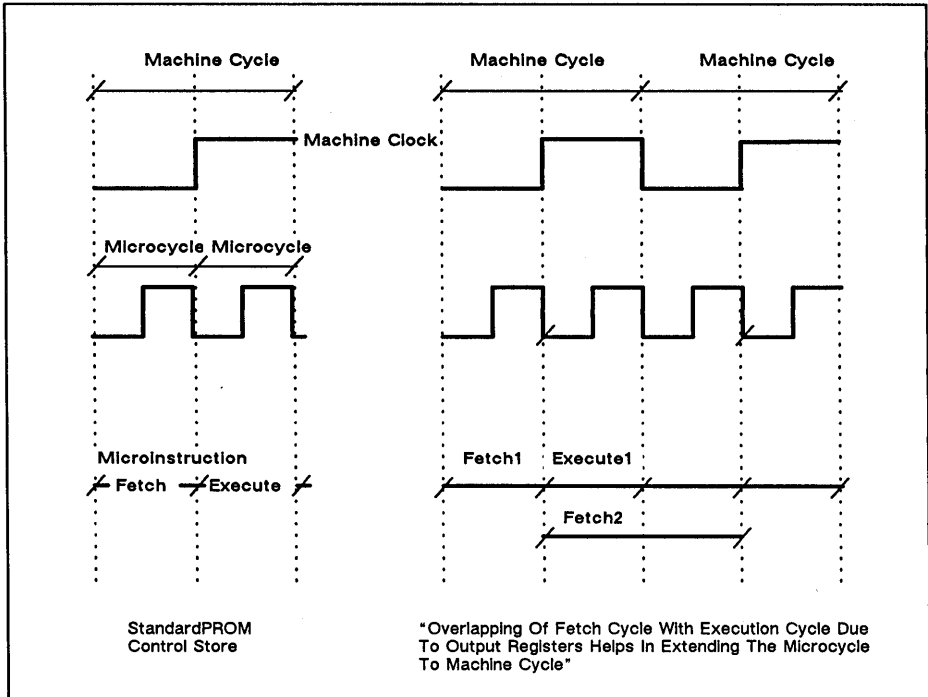 Machine Cycle
Machine Cycle
Machine Cycle
Machine Clock
Microcycle
Microcycle
Microinstruction
Fetch
Execute
Fetch1
Execute1
Fetch2
StandardPROM
Control Store
"Overlapping Of Fetch Cycle With Execution Cycle Due
To Output Registers Helps In Extending The Microcycle
To Machine Cycle"